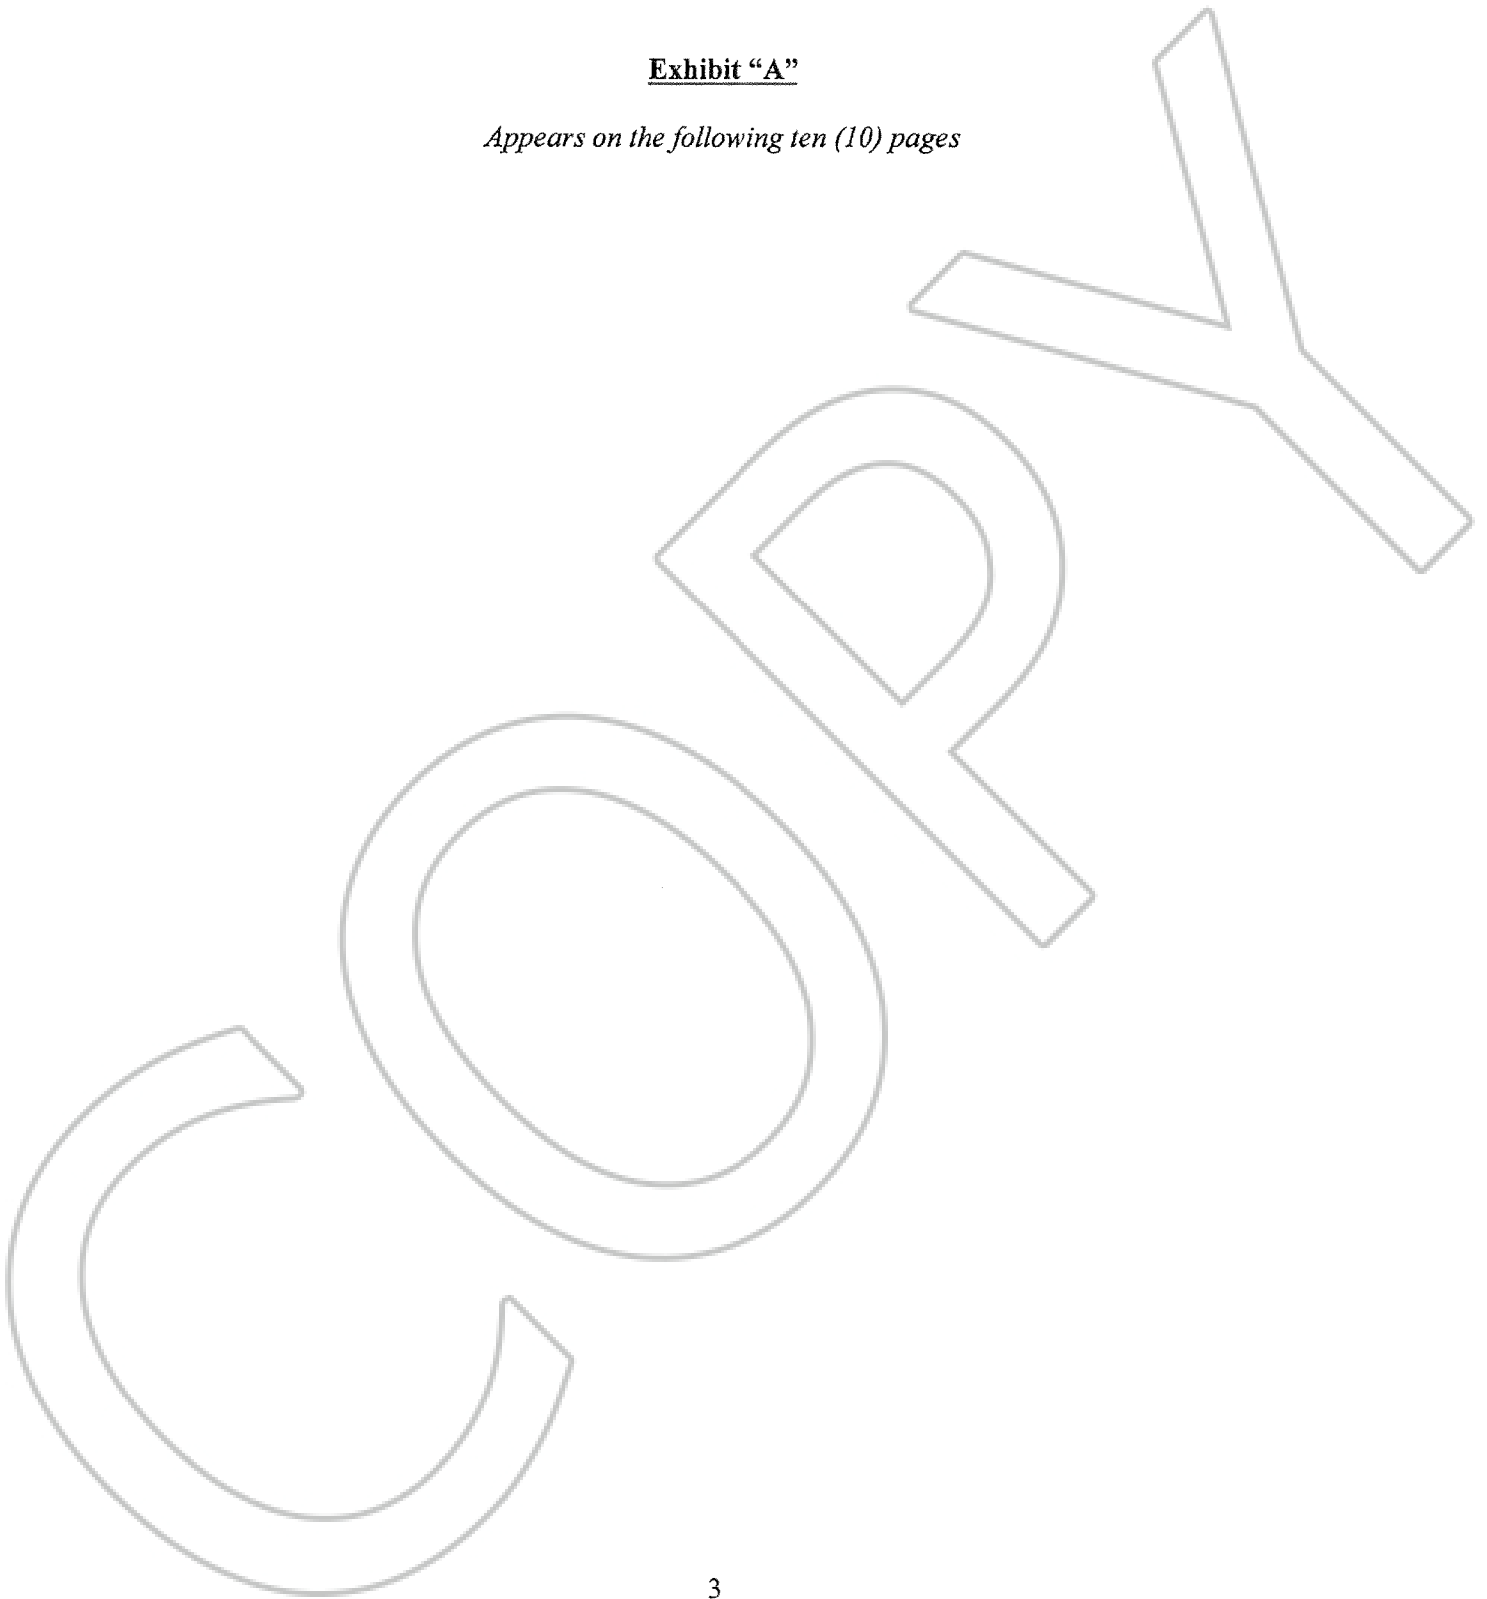 Exhibit “A”
Appears on the following ten (10) pages
COPY
3